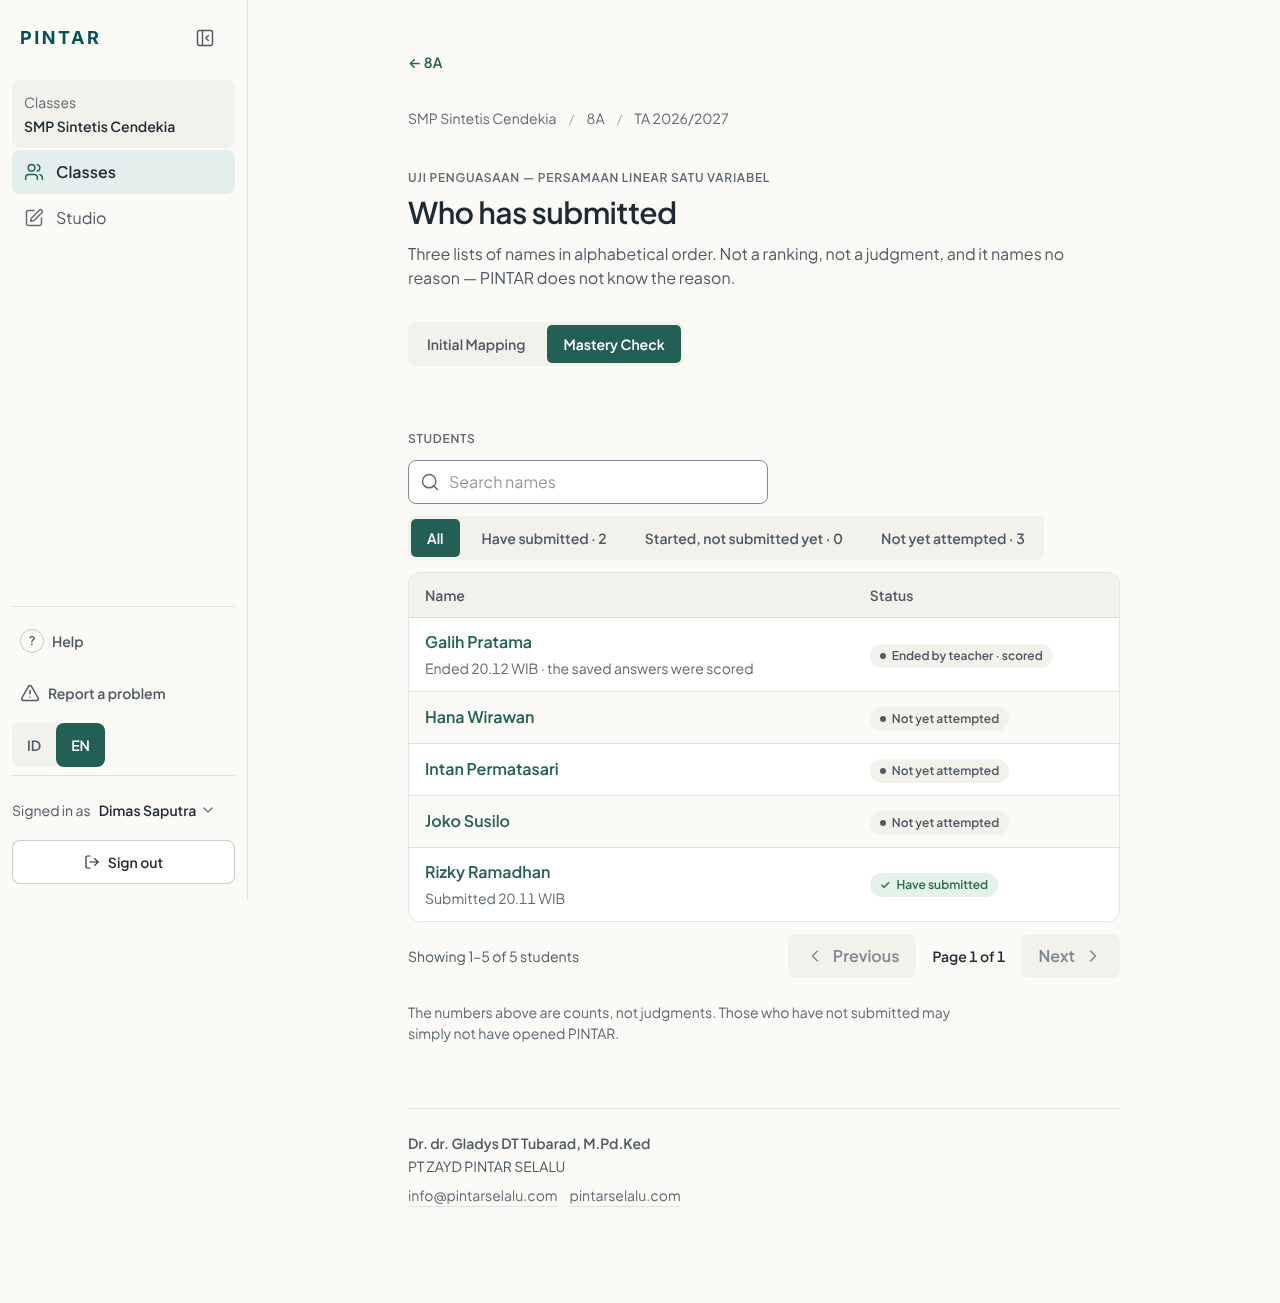 PINTAR
Classes
SMP Sintetis Cendekia
Classes
Studio
? Help
Report a problem
ID EN
Signed in as Dimas Saputra
Sign out
← 8A
SMP Sintetis Cendekia / 8A / TA 2026/2027
UJI PENGUASAAN — PERSAMAAN LINEAR SATU VARIABEL
Who has submitted
Three lists of names in alphabetical order. Not a ranking, not a judgment, and it names no
reason — PINTAR does not know the reason.
Initial Mapping Mastery Check
STUDENTS
Search names
All Have submitted · 2 Started, not submitted yet · 0 Not yet attempted · 3
Name Status
Galih Pratama
Ended 20.12 WIB · the saved answers were scored
Ended by teacher · scored
Hana Wirawan Not yet attempted
Intan Permatasari Not yet attempted
Joko Susilo Not yet attempted
Rizky Ramadhan
Submitted 20.11 WIB
Have submitted
Showing 1–5 of 5 students Previous Page 1 of 1 Next
The numbers above are counts, not judgments. Those who have not submitted may
simply not have opened PINTAR.
Dr. dr. Gladys DT Tubarad, M.Pd.Ked
PT ZAYD PINTAR SELALU
info@pintarselalu.com pintarselalu.com